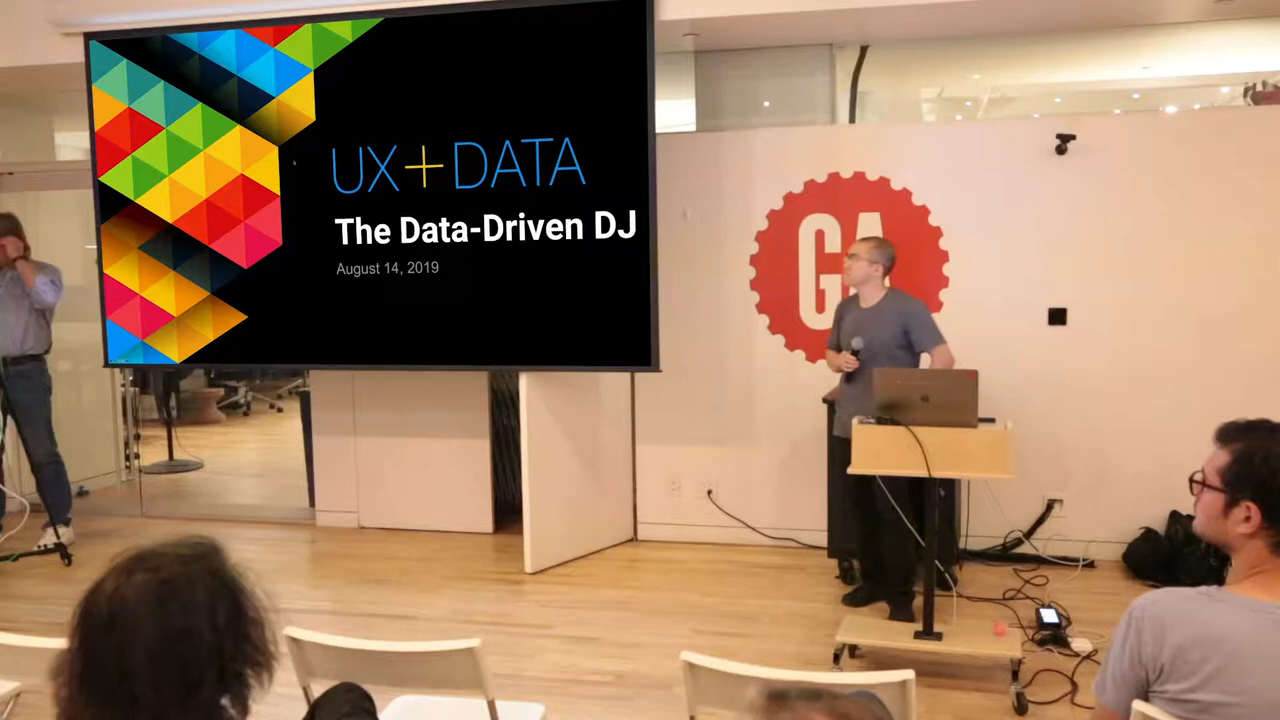 UX+DATA
The Data-Driven DJ
August 14, 2019
GA